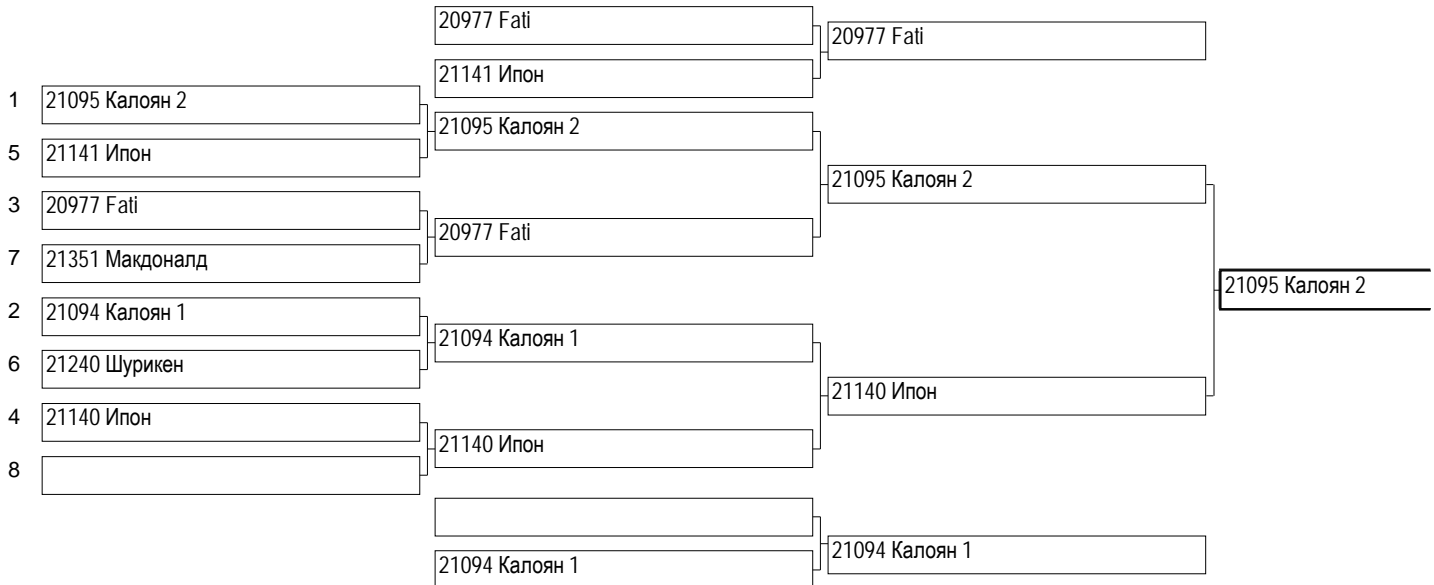 20977 Fati
20977 Fati
21141 Ипон
1 21095 Калоян 2
21095 Калоян 2
5 21141 Ипон
21095 Калоян 2
3 20977 Fati
20977 Fati
7 21351 Макдоналд
21095 Калоян 2
2 21094 Калоян 1
21094 Калоян 1
6 21240 Шурикен
21140 Ипон
4 21140 Ипон
21140 Ипон
8
21094 Калоян 1
21094 Калоян 1